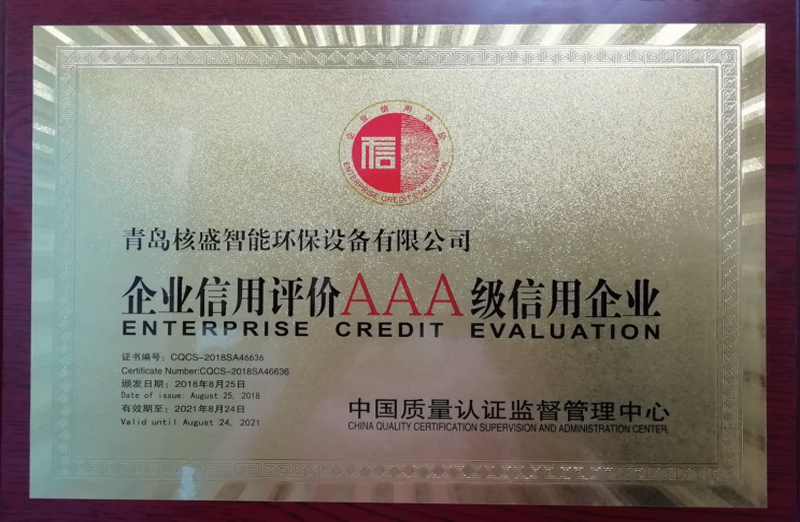 企业信用评价
信
ENTERPRISE CREDIT EVALUATION
青岛核盛智能环保设备有限公司
企业信用评价AAA级信用企业
ENTERPRISE CREDIT EVALUATION
证书编号：CQCS-2018SA46636
Certificate Number:CQCS-2018SA46636
颁发日期：2018年8月25日
Date of issue: August 25, 2018
有效期至：2021年8月24日
Valid until August 24, 2021
中国质量认证监督管理中心
CHINA QUALITY CERTIFICATION SUPERVISION AND ADMINISTRATION CENTER.